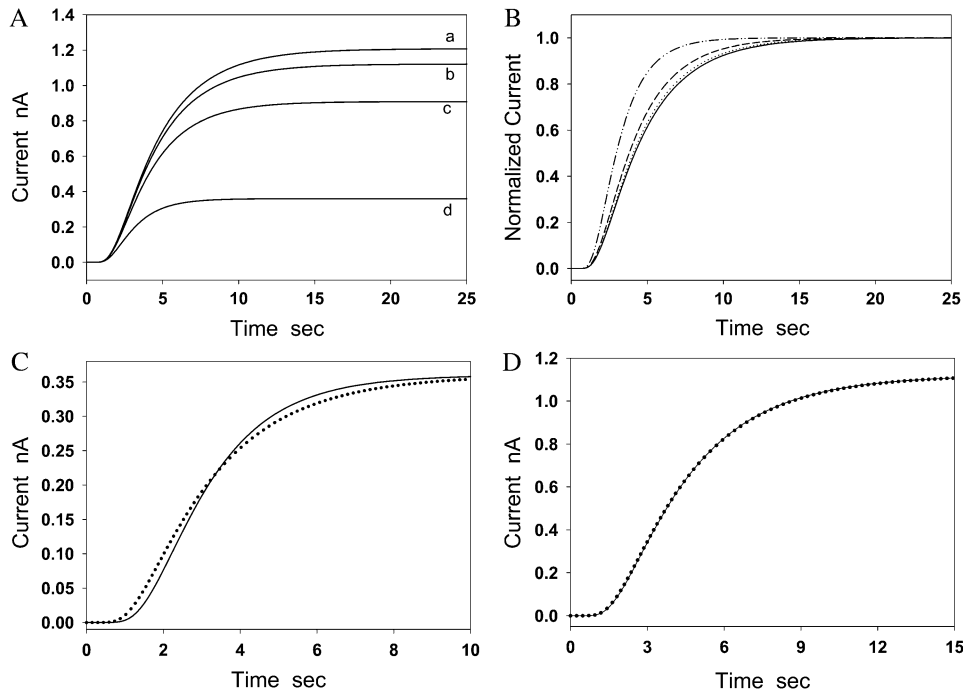 A
1.4
1.2
1.0
0.8
0.6
0.4
0.2
0.0
Current nA
a
b
c
d
0 5 10 15 20 25
Time sec
B
1.0
0.8
0.6
0.4
0.2
0.0
Normalized Current
0 5 10 15 20 25
Time sec
C
0.35
0.30
0.25
0.20
0.15
0.10
0.05
0.00
Current nA
0 2 4 6 8 10
Time sec
D
1.2
1.0
0.8
0.6
0.4
0.2
0.0
Current nA
0 3 6 9 12 15
Time sec